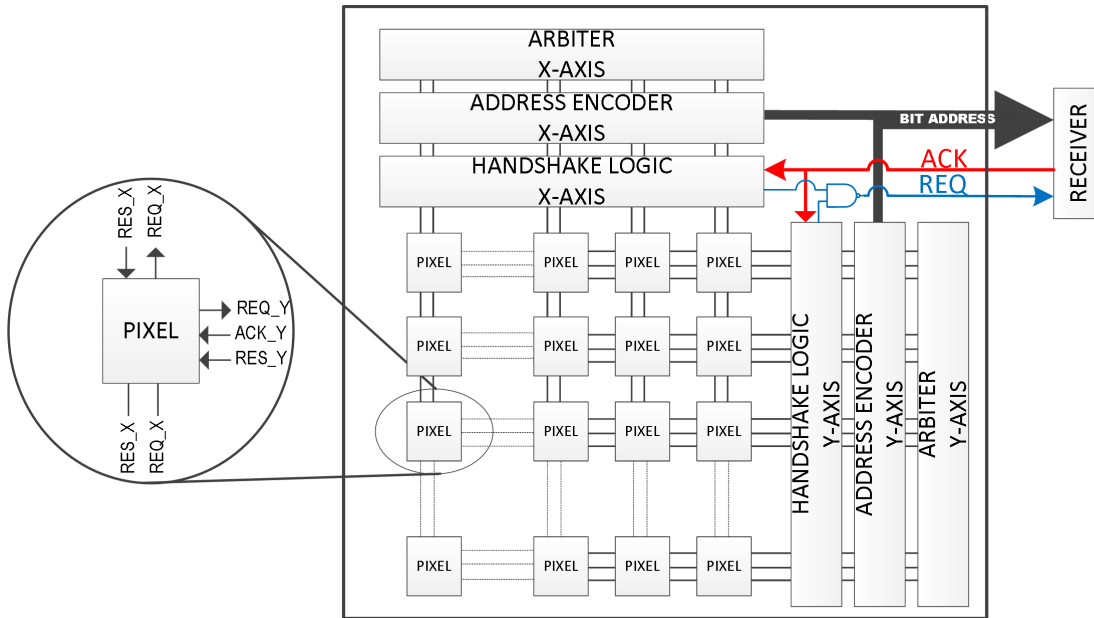 ARBITER
X-AXIS
ADDRESS ENCODER
X-AXIS
BIT ADDRESS
HANDSHAKE LOGIC
X-AXIS
ACK
REQ
RECEIVER
RES_X
REQ_X
PIXEL
REQ_Y
ACK_Y
RES_Y
RES_X
REQ_X
PIXEL PIXEL PIXEL PIXEL
PIXEL PIXEL PIXEL PIXEL
PIXEL PIXEL PIXEL PIXEL
PIXEL PIXEL PIXEL PIXEL
HANDSHAKE LOGIC
Y-AXIS
ADDRESS ENCODER
Y-AXIS
ARBITER
Y-AXIS